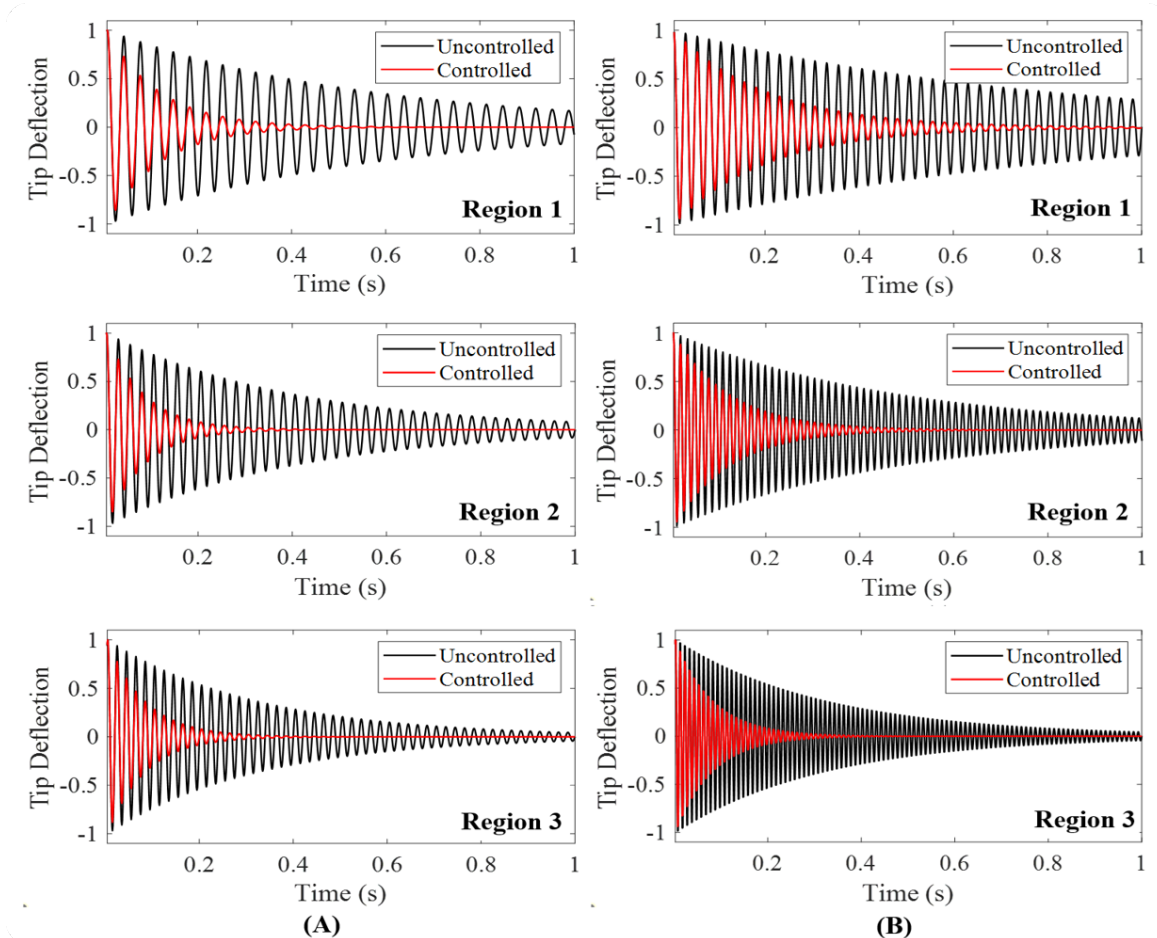 1
0.5
0
-0.5
-1
Tip Deflection
Uncontrolled
Controlled
Region 1
0.2 0.4 0.6 0.8 1
Time (s)
1
0.5
0
-0.5
-1
Tip Deflection
Uncontrolled
Controlled
Region 1
0.2 0.4 0.6 0.8 1
Time (s)
1
0.5
0
-0.5
-1
Tip Deflection
Uncontrolled
Controlled
Region 2
0.2 0.4 0.6 0.8 1
Time (s)
1
0.5
0
-0.5
-1
Tip Deflection
Uncontrolled
Controlled
Region 2
0.2 0.4 0.6 0.8 1
Time (s)
1
0.5
0
-0.5
-1
Tip Deflection
Uncontrolled
Controlled
Region 3
0.2 0.4 0.6 0.8 1
Time (s)
(A)
1
0.5
0
-0.5
-1
Tip Deflection
Uncontrolled
Controlled
Region 3
0.2 0.4 0.6 0.8 1
Time (s)
(B)